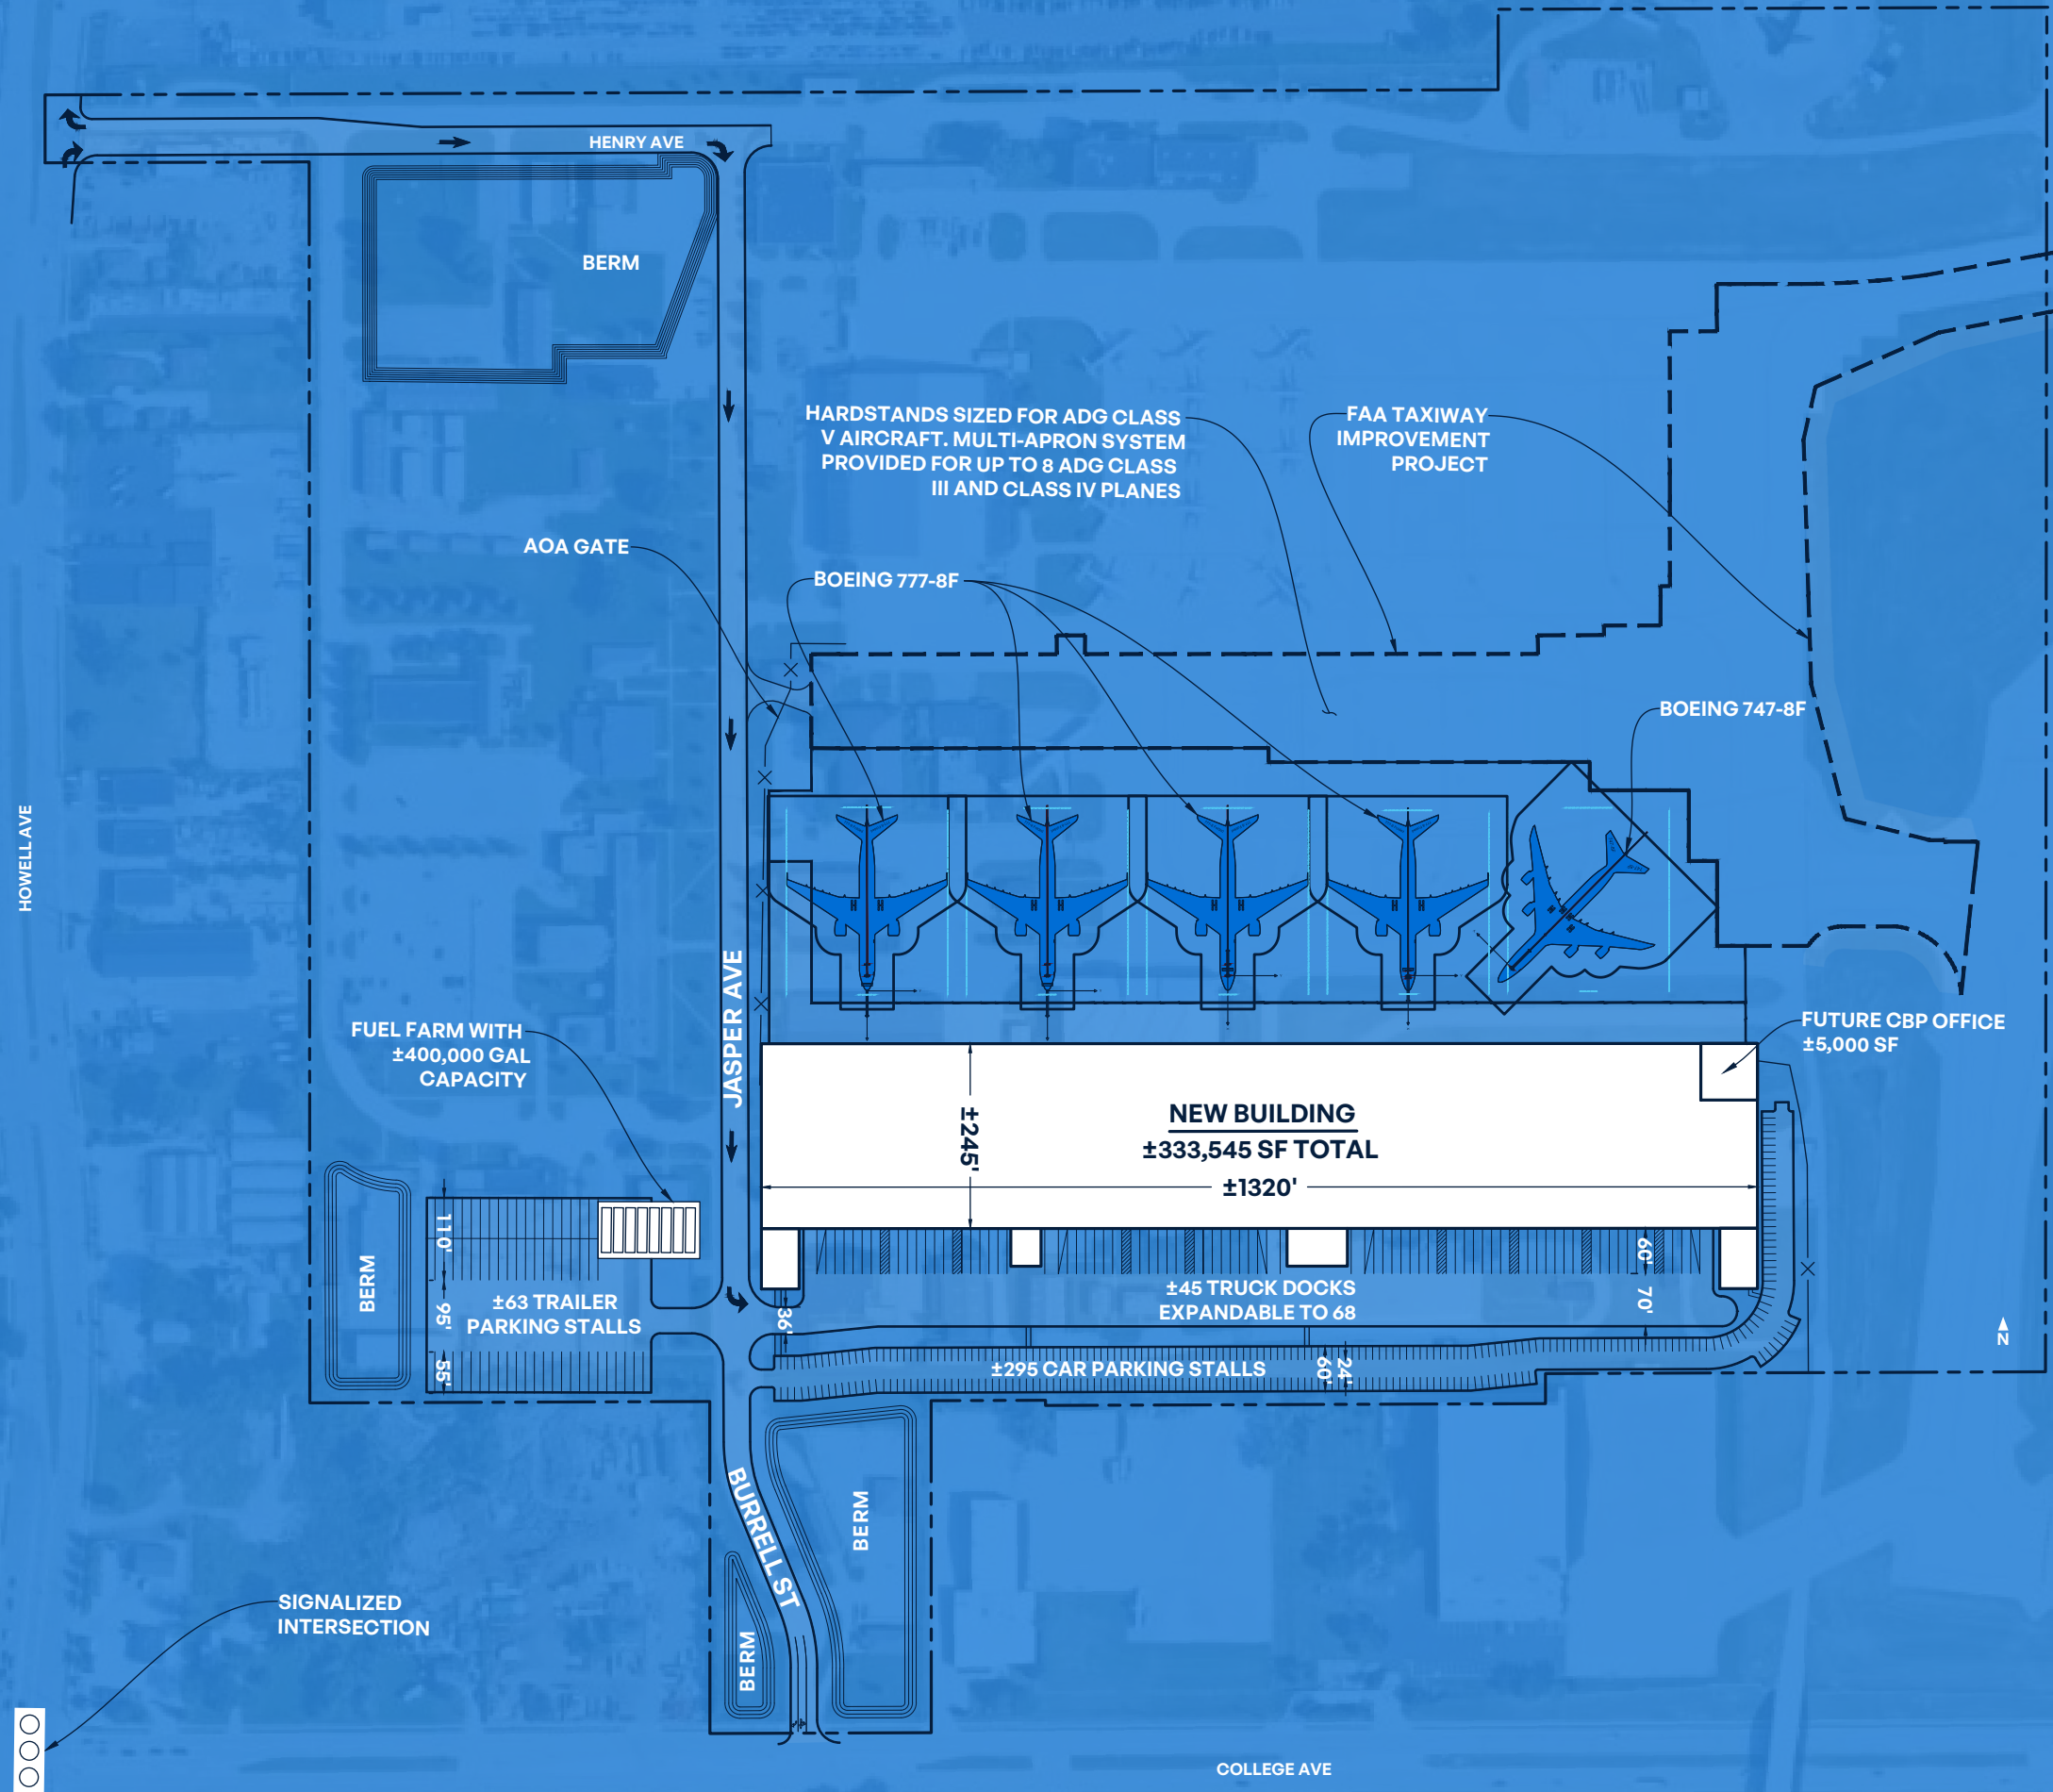 HENRY AVE
BERM
HARDSTANDS SIZED FOR ADG CLASS
V AIRCRAFT. MULTI-APRON SYSTEM
PROVIDED FOR UP TO 8 ADG CLASS
III AND CLASS IV PLANES
FAA TAXIWAY
IMPROVEMENT
PROJECT
AOA GATE
BOEING 777-8F
BOEING 747-8F
HOWELL AVE
JASPER AVE
FUEL FARM WITH
±400,000 GAL
CAPACITY
FUTURE CBP OFFICE
±5,000 SF
NEW BUILDING
±333,545 SF TOTAL
±245'
±1320'
BERM
110'
95'
55'
±63 TRAILER
PARKING STALLS
36'
±45 TRUCK DOCKS
EXPANDABLE TO 68
60'
70'
±295 CAR PARKING STALLS
60'
24'
N
BURRELL ST
BERM
BERM
SIGNALIZED
INTERSECTION
COLLEGE AVE